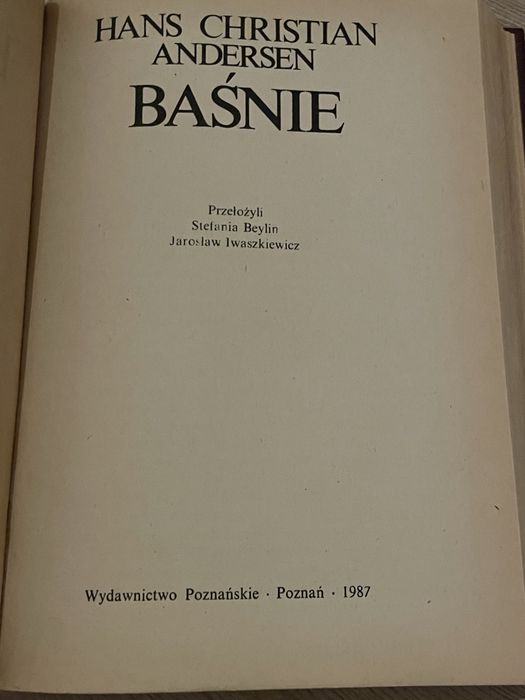 HANS CHRISTIAN
ANDERSEN
BAŚNIE
Przełożyli
Stefania Beylin
Jarosław Iwaszkiewicz
Wydawnictwo Poznańskie · Poznań · 1987